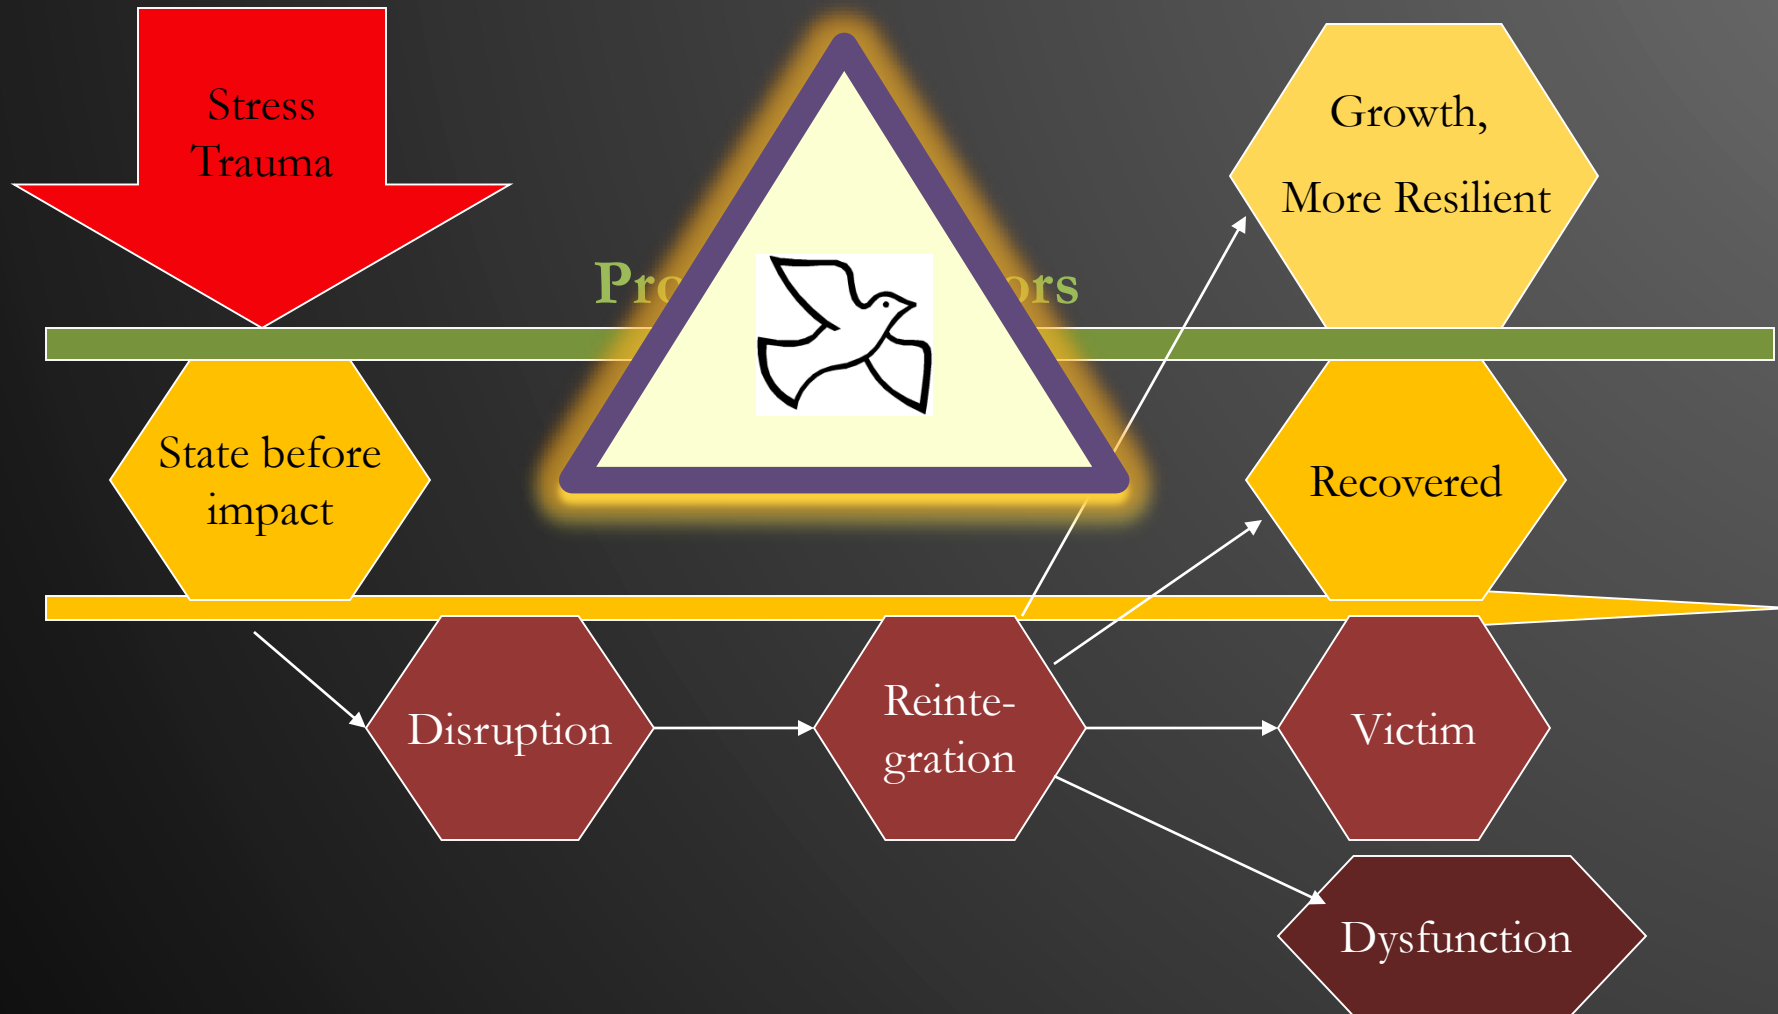 Stress
Trauma
Growth,
More Resilient
State before
impact
Recovered
Disruption
Reinte-
gration
Victim
Dysfunction